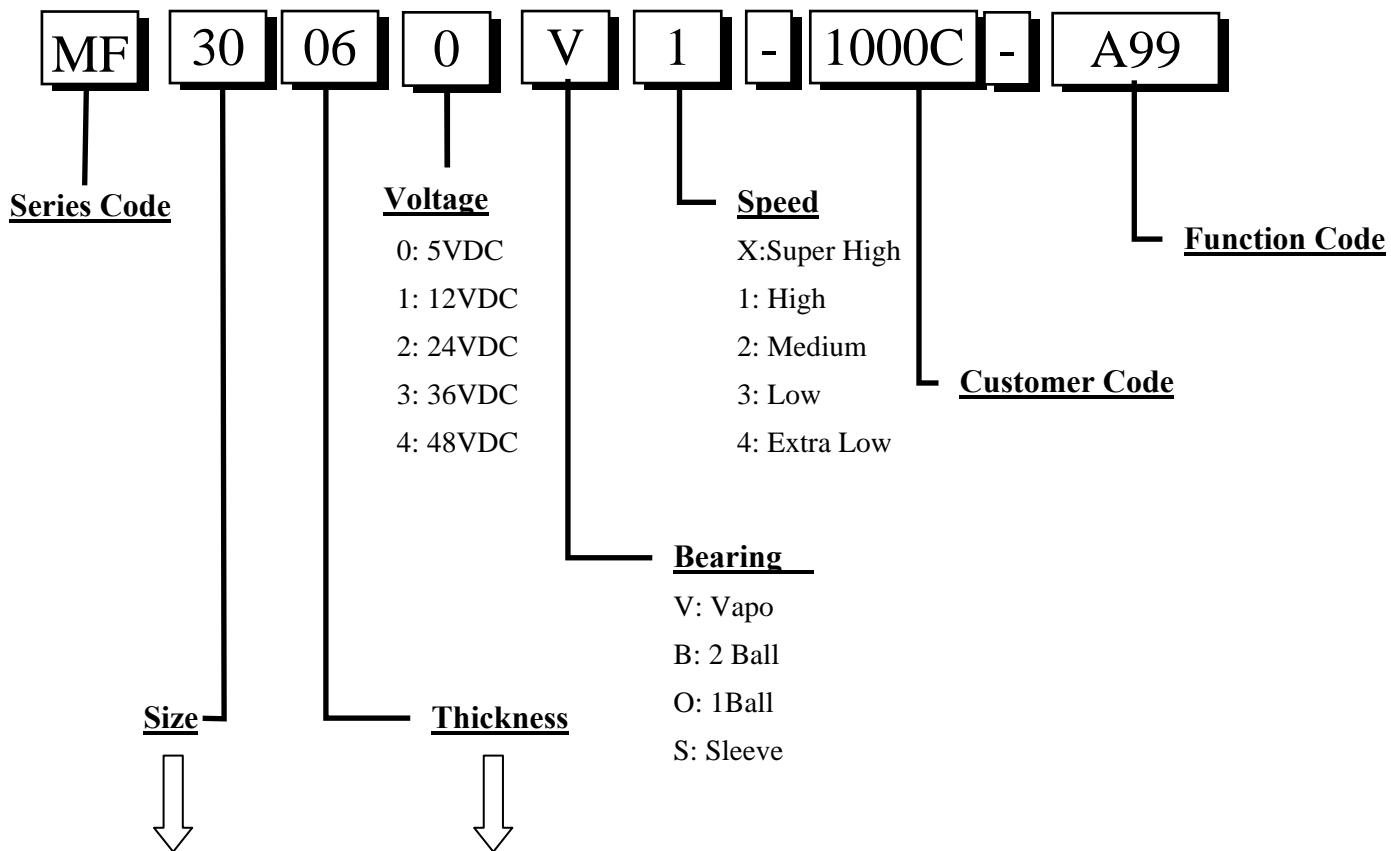 MF 30 06 0 V 1 - 1000C - A99
Series Code
Voltage
0: 5VDC
1: 12VDC
2: 24VDC
3: 36VDC
4: 48VDC
Speed
X:Super High
1: High
2: Medium
3: Low
4: Extra Low
Function Code
Customer Code
Bearing
V: Vapo
B: 2 Ball
O: 1Ball
S: Sleeve
Size
Thickness